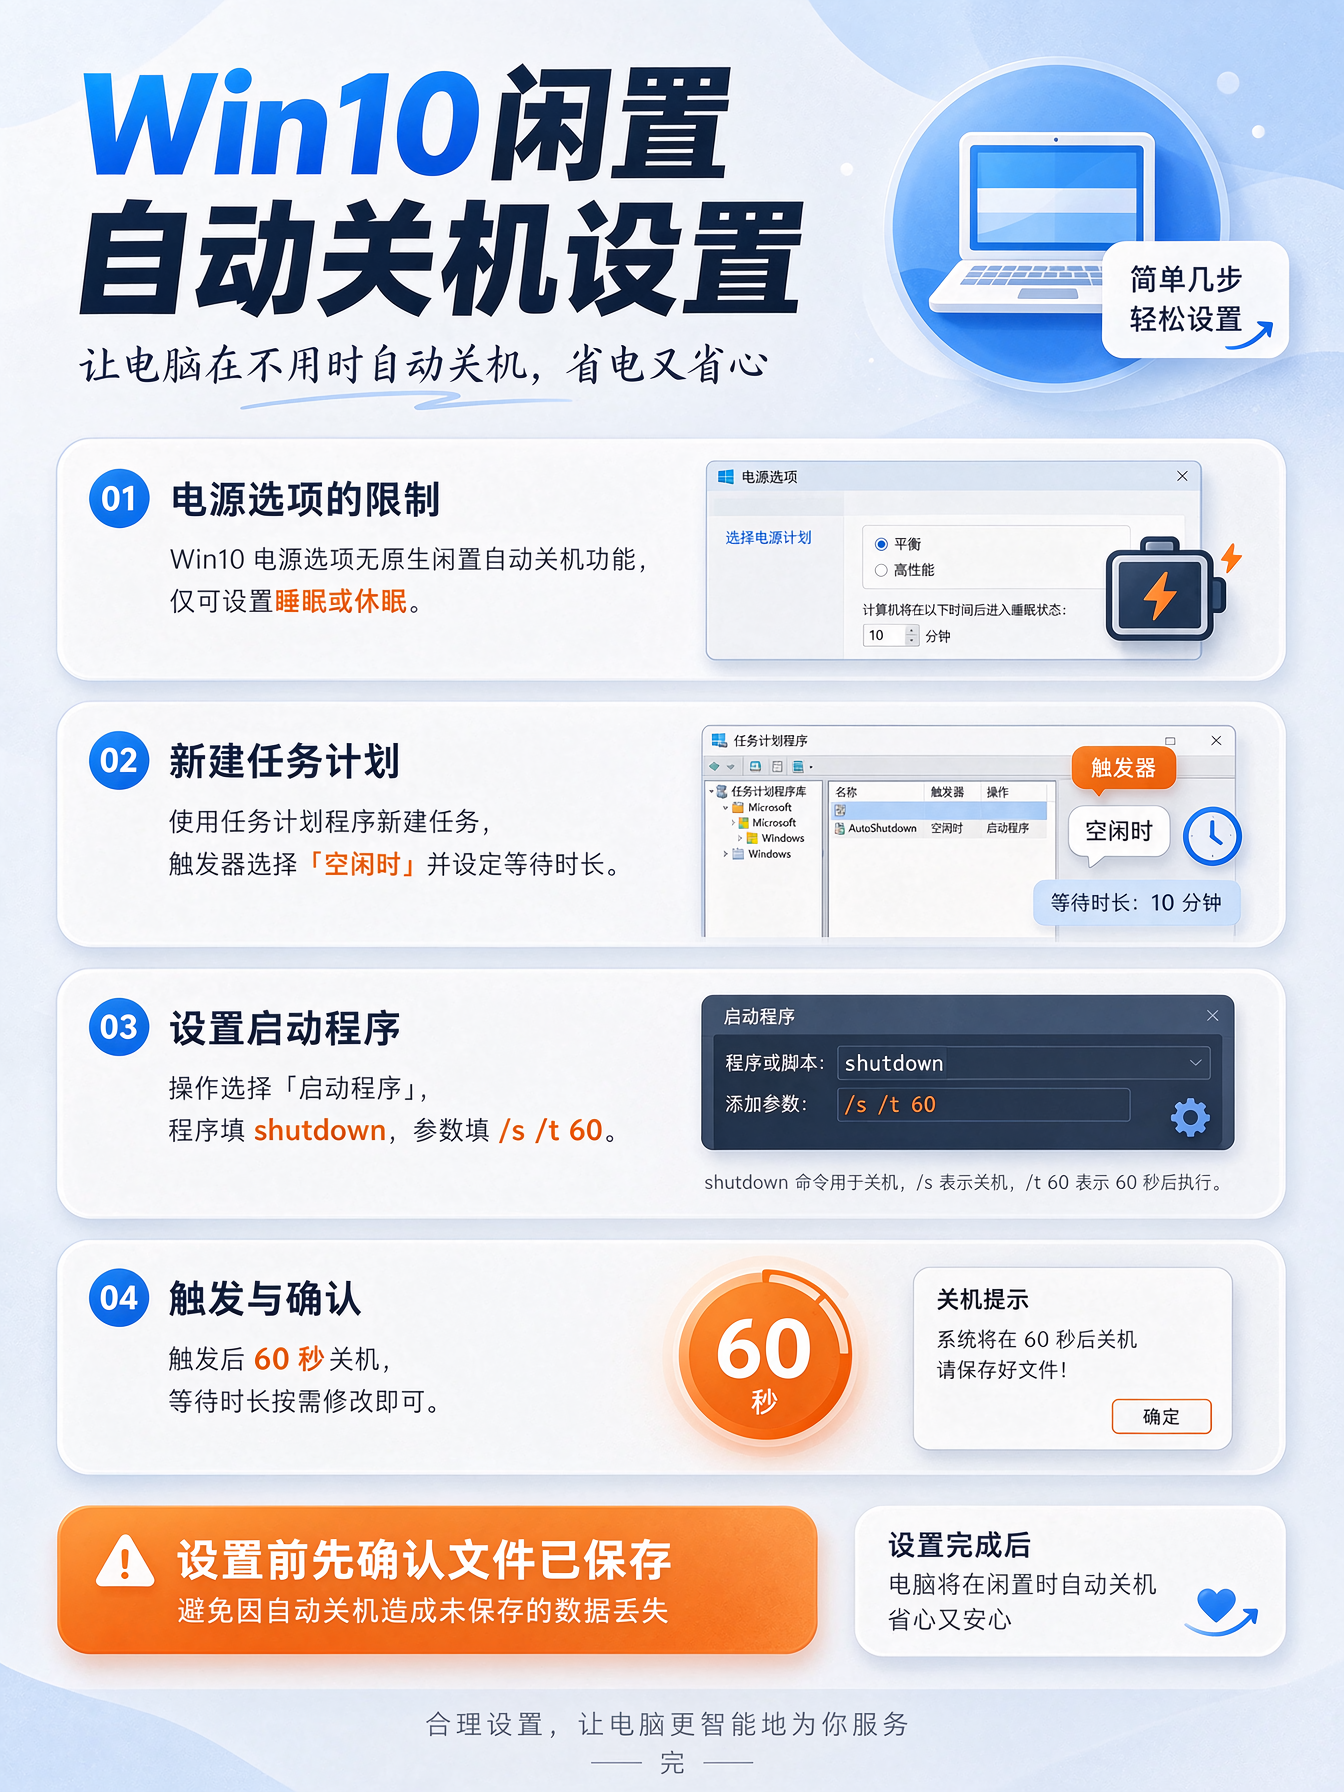 Win10闲置
自动关机设置
让电脑在不用时自动关机，省电又省心
简单几步
轻松设置
01
电源选项的限制
Win10 电源选项无原生闲置自动关机功能，
仅可设置睡眠或休眠。
电源选项
选择电源计划
平衡
高性能
计算机将在以下时间后进入睡眠状态：
10 分钟
02
新建任务计划
使用任务计划程序新建任务，
触发器选择「空闲时」并设定等待时长。
任务计划程序
任务计划程序库
Microsoft
Microsoft
Windows
Windows
名称 触发器 操作
AutoShutdown 空闲时 启动程序
触发器
空闲时
等待时长：10 分钟
03
设置启动程序
操作选择「启动程序」，
程序填 shutdown，参数填 /s /t 60。
启动程序
程序或脚本： shutdown
添加参数： /s /t 60
shutdown 命令用于关机，/s 表示关机，/t 60 表示 60 秒后执行。
04
触发与确认
触发后 60 秒关机，
等待时长按需修改即可。
60
秒
关机提示
系统将在 60 秒后关机
请保存好文件！
确定
设置前先确认文件已保存
避免因自动关机造成未保存的数据丢失
设置完成后
电脑将在闲置时自动关机
省心又安心
合理设置，让电脑更智能地为你服务
完